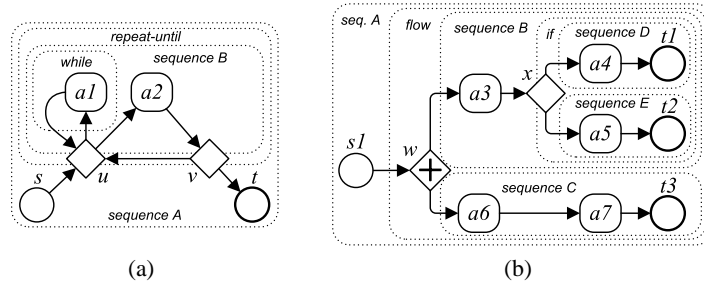 repeat-until
while
sequence B
a1
a2
s
u
v
t
sequence A
(a)
seq. A
flow
sequence B
if
sequence D
t1
a4
x
a3
sequence E
t2
a5
s1
w
sequence C
t3
a6
a7
(b)